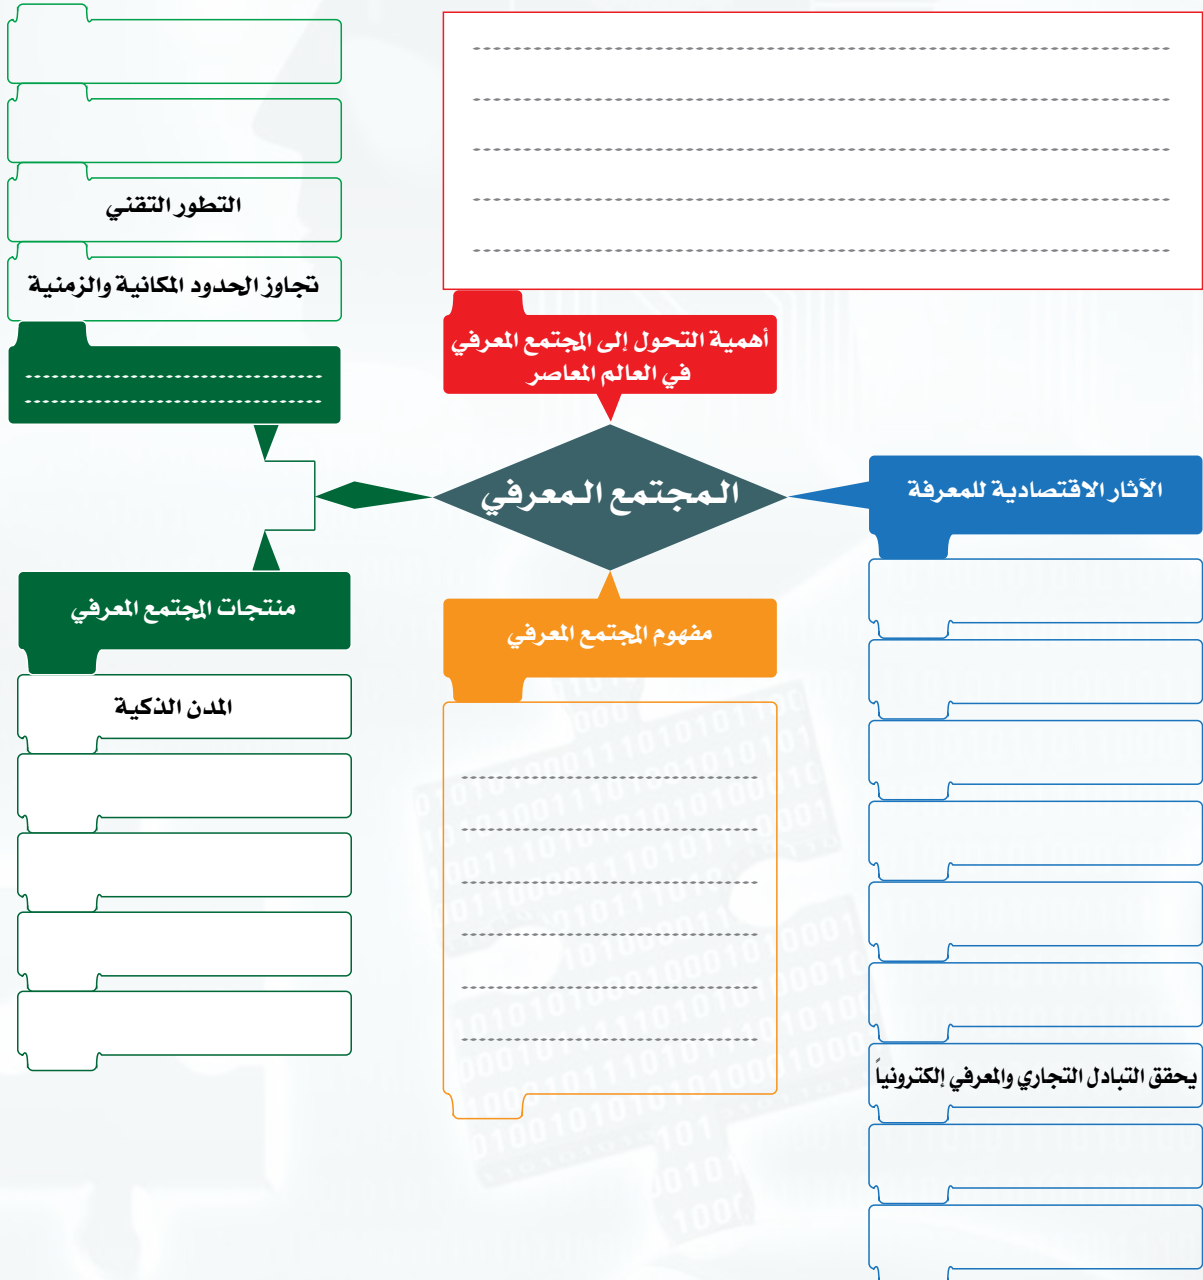 التطور التقني
تجاوز الحدود المكانية والزمنية
أهمية التحول إلى المجتمع المعرفي
في العالم المعاصر
المجتمع المعرفي
الآثار الاقتصادية للمعرفة
منتجات المجتمع المعرفي
مفهوم المجتمع المعرفي
المدن الذكية
يحقق التبادل التجاري والمعرفي إلكترونياً